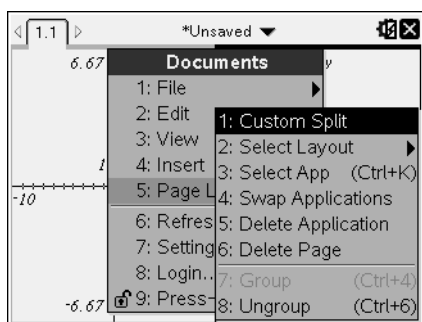 1.1 *Unsaved
6.67 Documents y
1: File
2: Edit 1: Custom Split
3: View 2: Select Layout
1 4: Insert 3: Select App (Ctrl+K)
-10 5: Page L 4: Swap Applications
6: Refres 5: Delete Application
7: Setting 6: Delete Page
8: Login.. 7: Group (Ctrl+4)
-6.67 9: Press- 8: Ungroup (Ctrl+6)